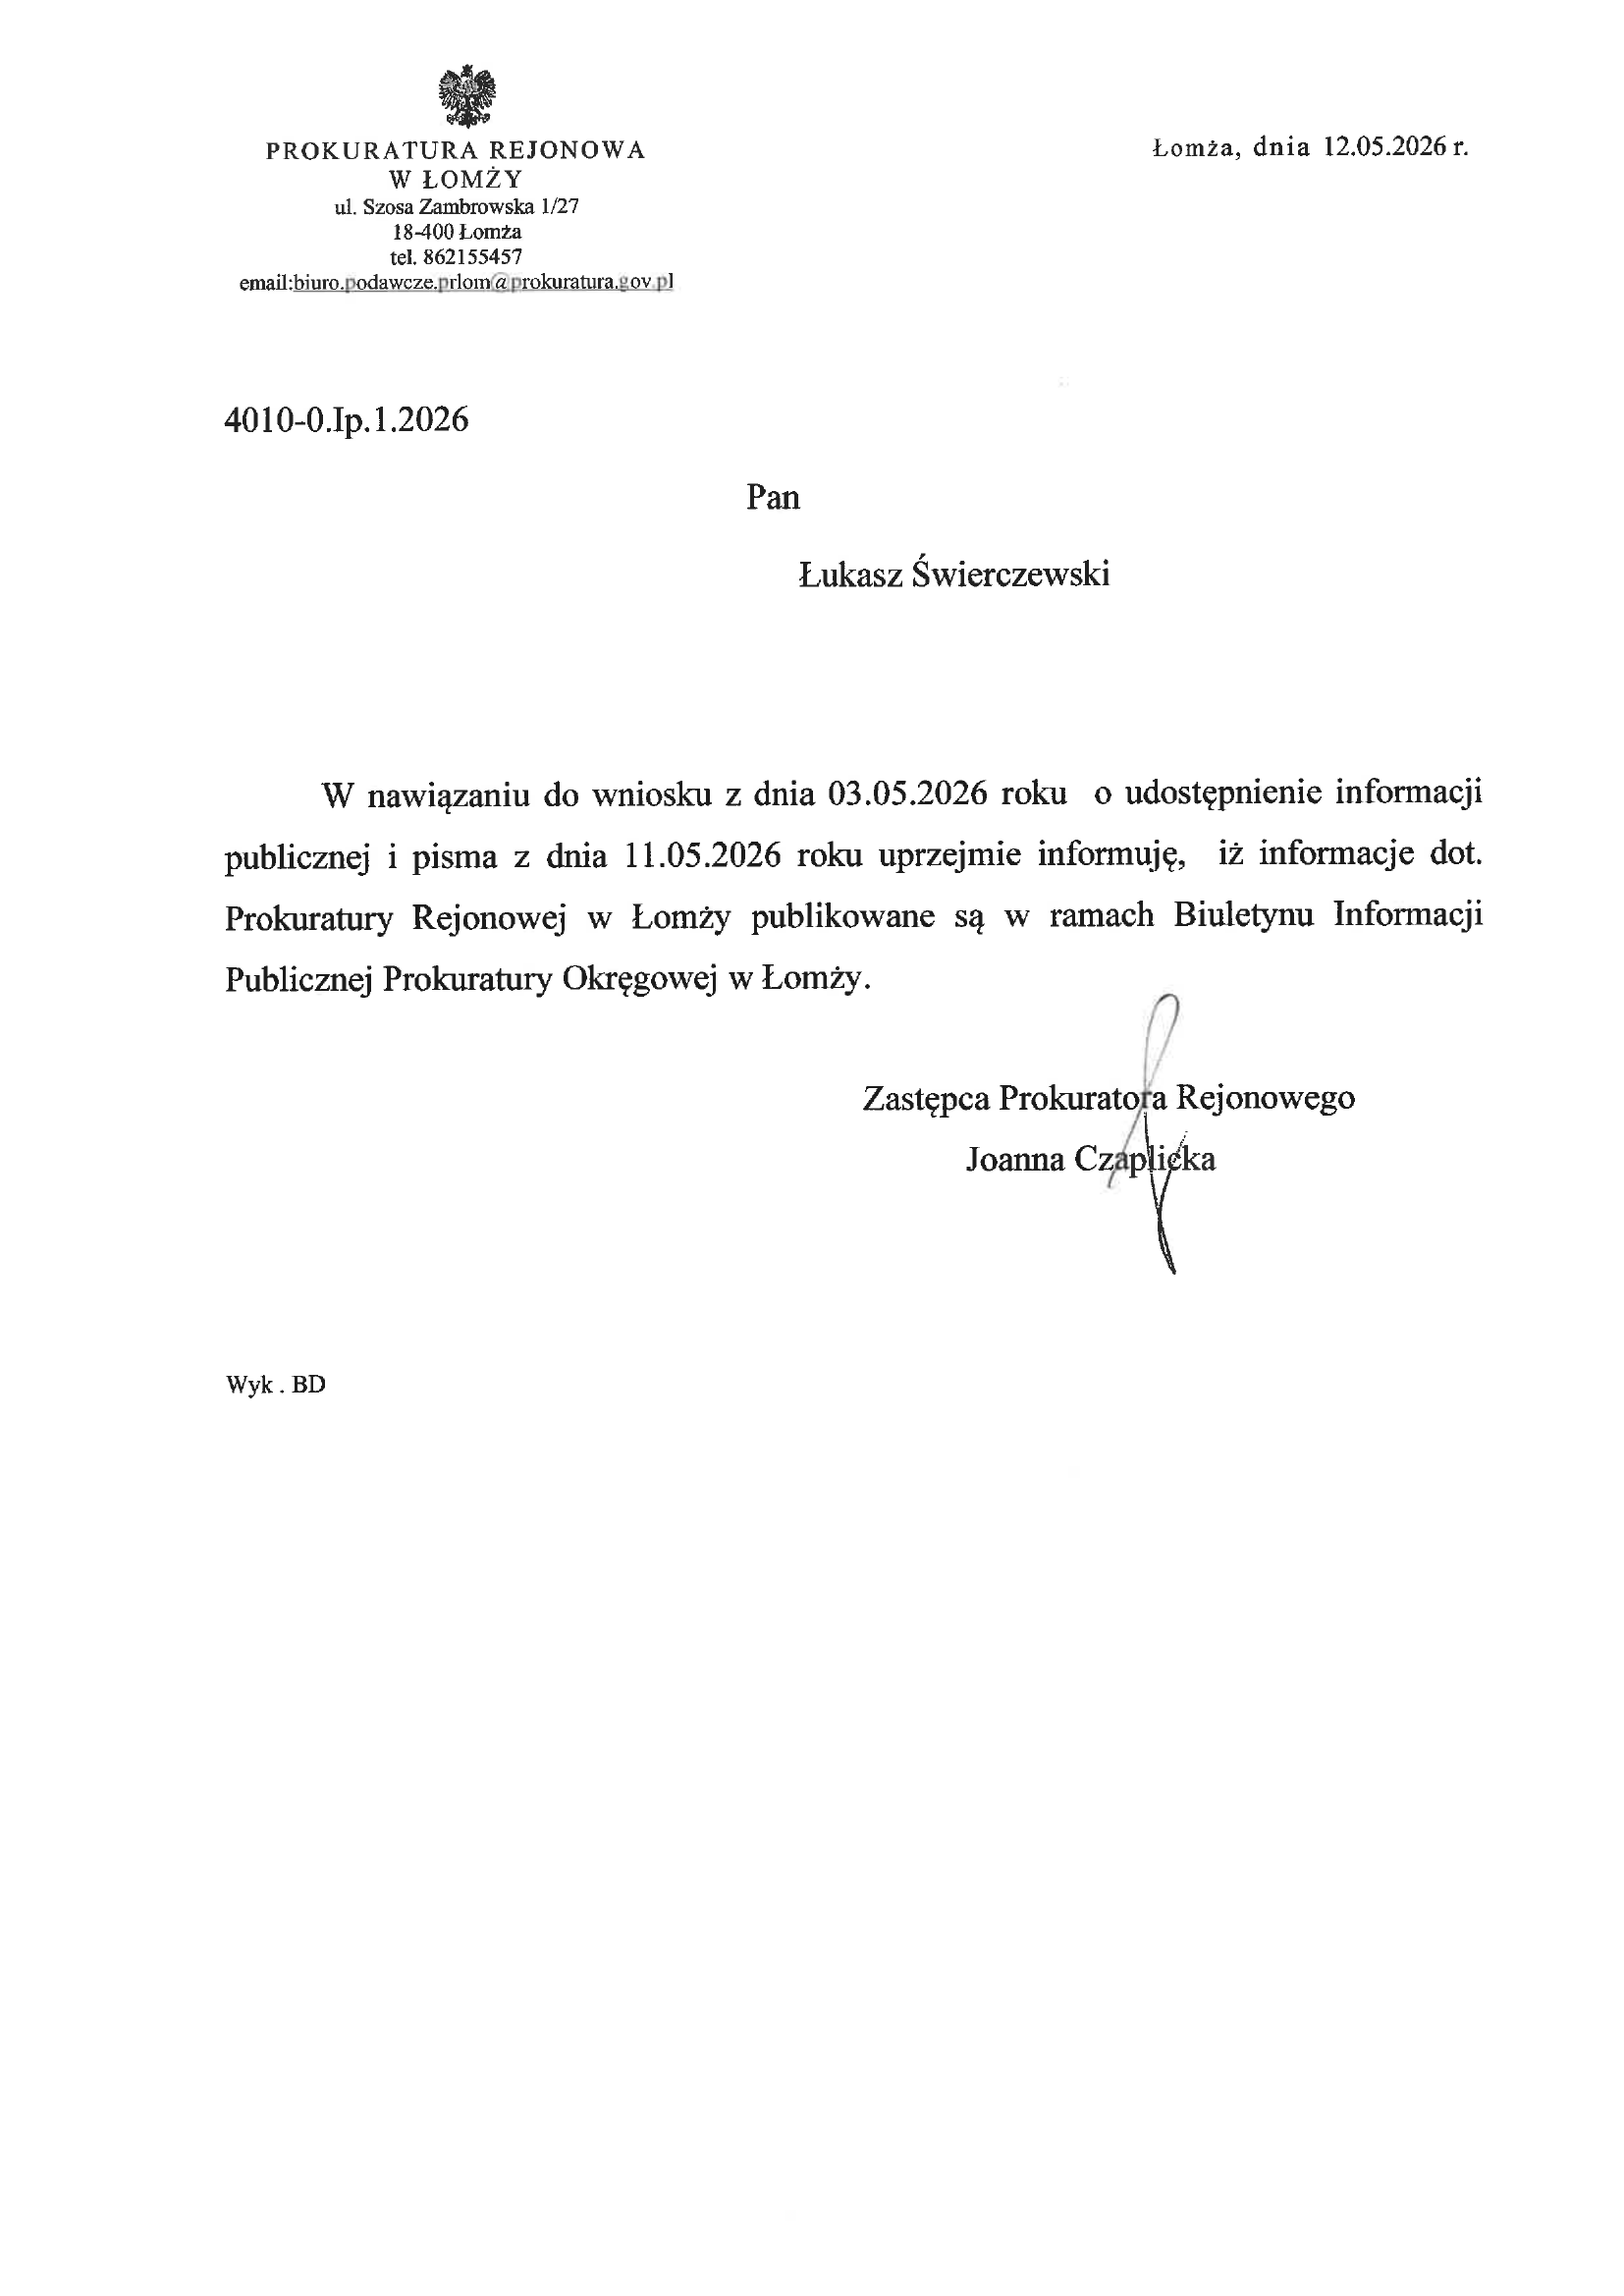 PROKURATURA REJONOWA
W ŁOMŻY
ul. Szosa Zambrowska 1/27
18-400 Łomża
tel. 862155457
email:biuro.podawcze.prlom@prokuratura.gov.pl
Łomża, dnia 12.05.2026 r.
4010-0.Ip.1.2026
Pan
Łukasz Świerczewski
W nawiązaniu do wniosku z dnia 03.05.2026 roku o udostępnienie informacji
publicznej i pisma z dnia 11.05.2026 roku uprzejmie informuję, iż informacje dot.
Prokuratury Rejonowej w Łomży publikowane są w ramach Biuletynu Informacji
Publicznej Prokuratury Okręgowej w Łomży.
Zastępca Prokuratora Rejonowego
Joanna Czaplicka
Wyk . BD